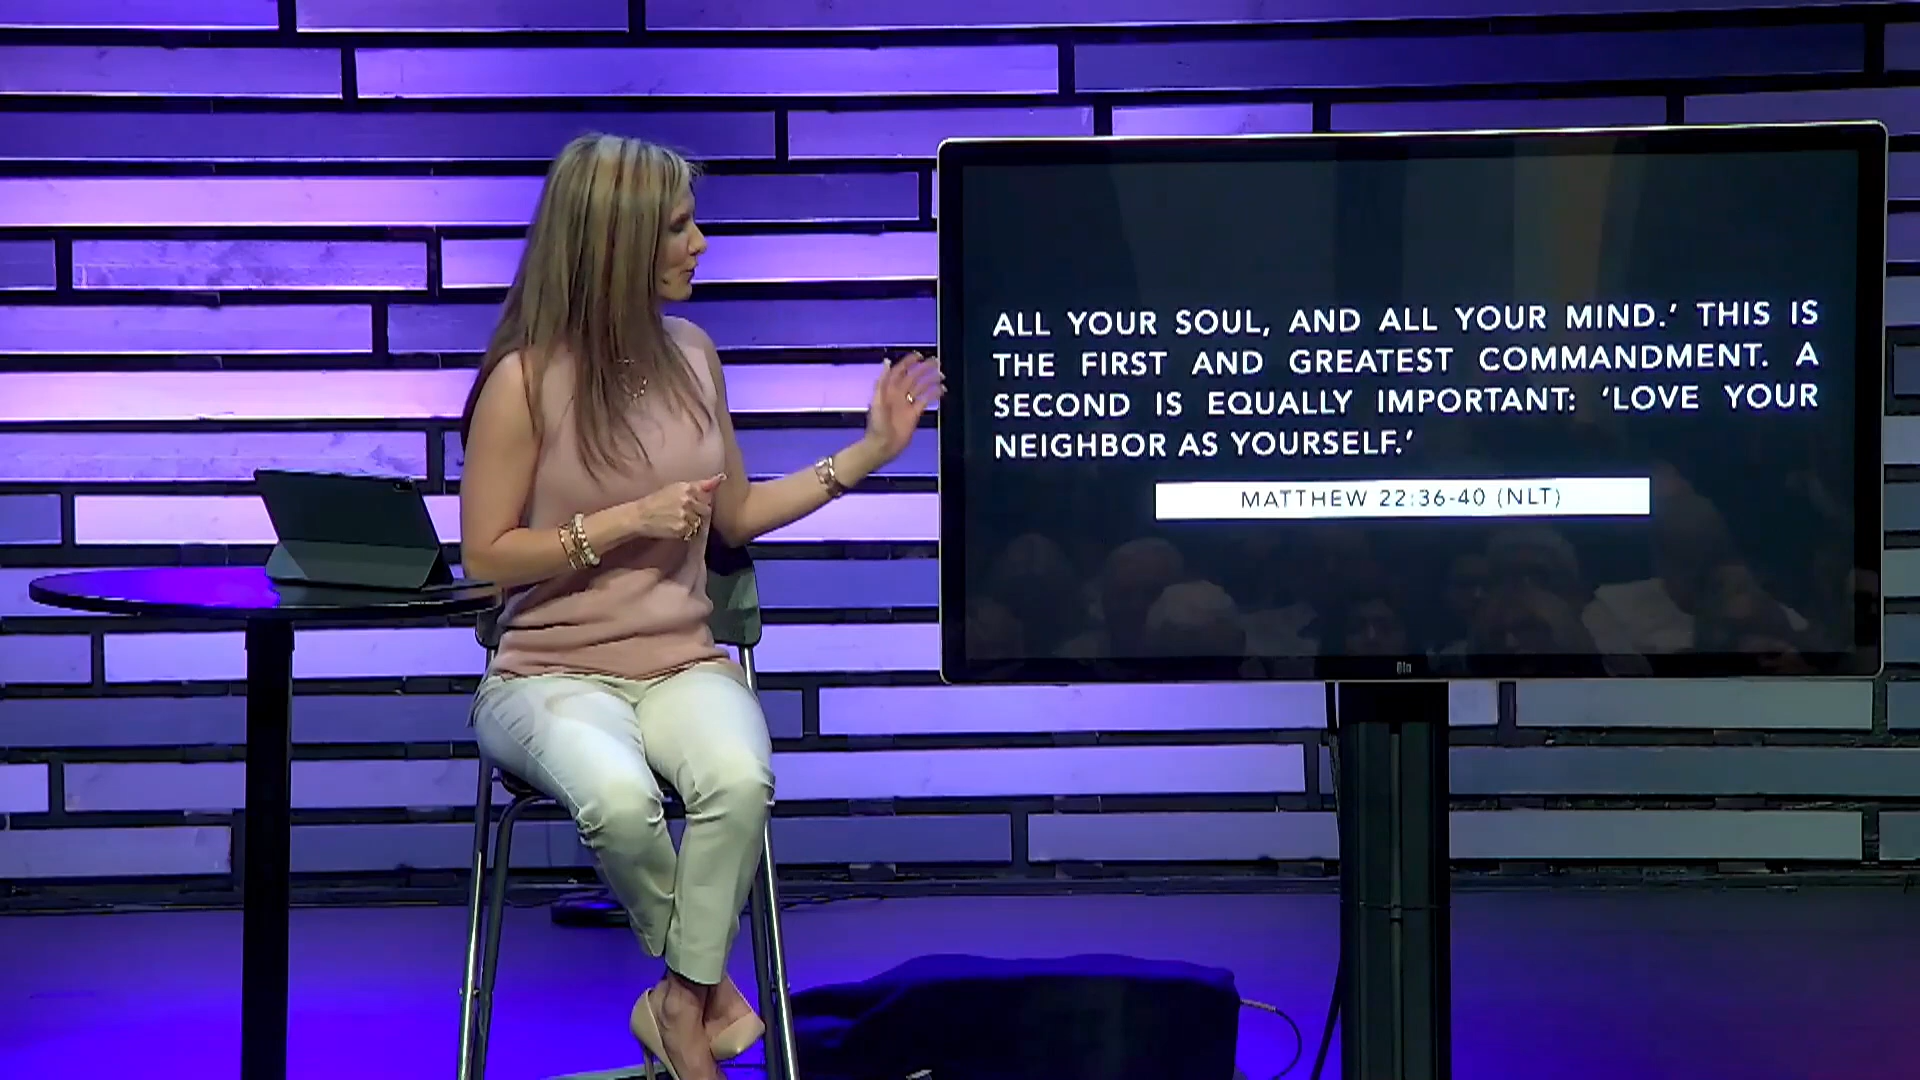 ALL YOUR SOUL, AND ALL YOUR MIND.’ THIS IS
THE FIRST AND GREATEST COMMANDMENT. A
SECOND IS EQUALLY IMPORTANT: ‘LOVE YOUR
NEIGHBOR AS YOURSELF.’
MATTHEW 22:36-40 (NLT)